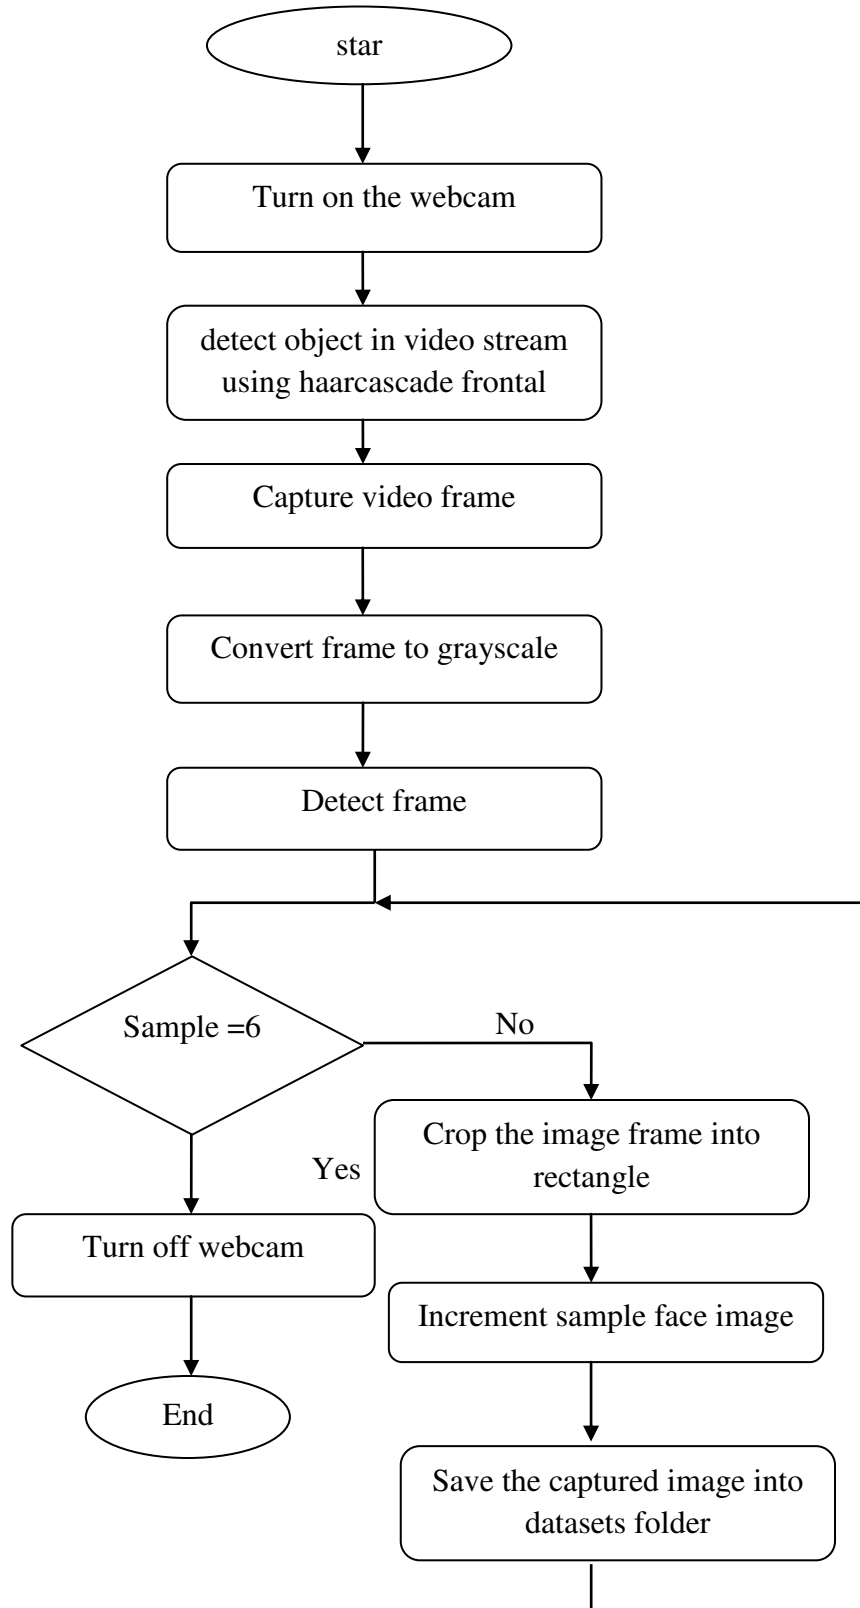 star
Turn on the webcam
detect object in video stream
using haarcascade frontal
Capture video frame
Convert frame to grayscale
Detect frame
Sample =6
No
Crop the image frame into
rectangle
Yes
Turn off webcam
Increment sample face image
End
Save the captured image into
datasets folder